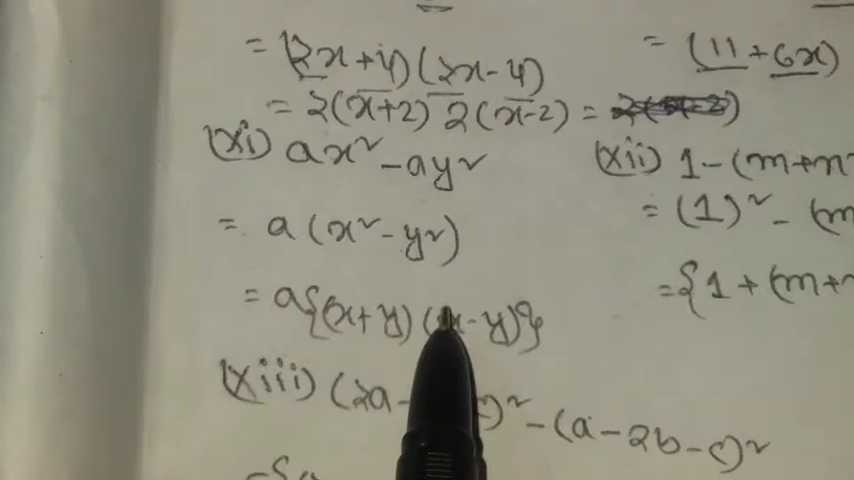 = (2x+4)(2x-4)
= 2(x+2) 2(x-2) =
(xi) ax² - ay²
= a(x²-y²)
= a{(x+y)(x-y)}
(xiii) (2a- )² - (a-2b-c)²
= (11+6x)
(xii) 1-(m+n
= (1)² - (m
= {1 + (m+